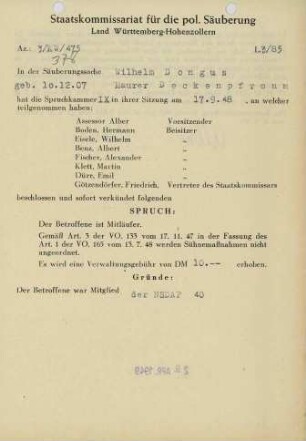 Staatskommissariat für die pol. Säuberung
Land Württemberg-Hohenzollern
Az.:
I.3/85
In der Säuberungssache Wilhelm Dongus
geb. 10.12.07 Maurer Deckenpfronn
hat die Spruchkammer IX in ihrer Sitzung am 17.9.48 , an welcher
teilgenommen haben:
Assessor Alber Vorsitzender
Boden, Hermann Beisitzer
Eisele, Wilhelm „
Benz, Albert „
Fischer, Alexander „
Klett, Martin „
Dürr, Emil „
Götzendörfer, Friedrich, Vertreter des Staatskommissars
beschlossen und sofort verkündet folgenden
SPRUCH:
Der Betroffene ist Mitläufer.
Gemäß Art. 3 der VO. 133 vom 17. 11. 47 in der Fassung des
Art. 1 der VO. 165 vom 13. 7. 48 werden Sühnemaßnahmen nicht
angeordnet.
Es wird eine Verwaltungsgebühr von DM 10.-- erhoben.
Gründe:
Der Betroffene war Mitglied der NSDAP 40